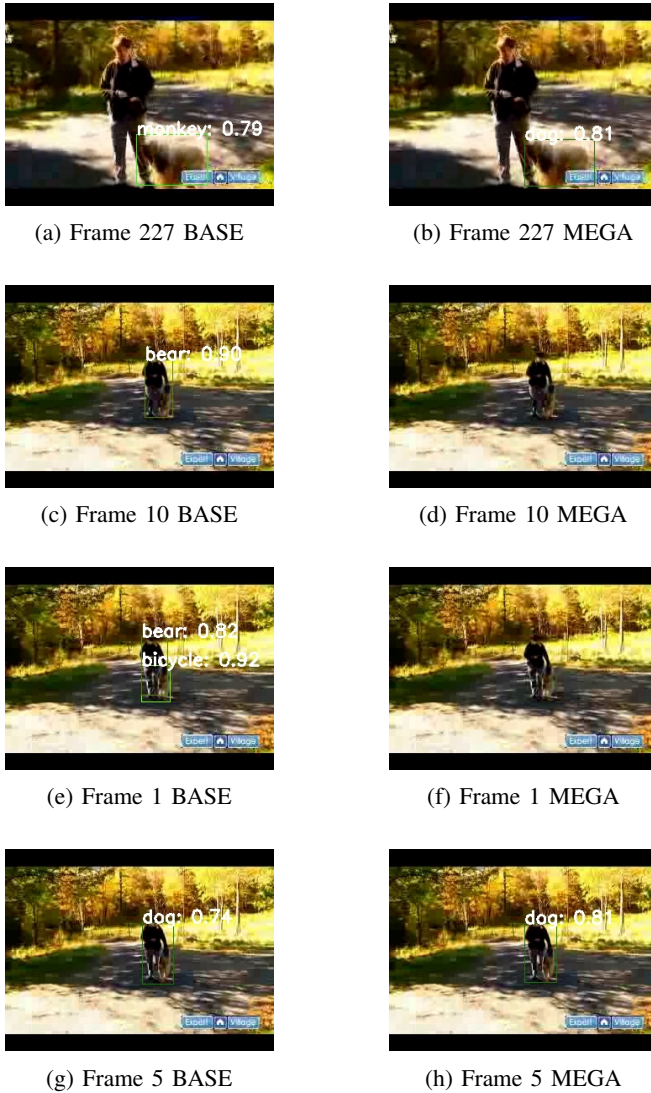 monkey: 0.79
Expert Village
dog: 0.81
Expert Village
(a) Frame 227 BASE
(b) Frame 227 MEGA
bear: 0.90
Expert Village
Expert Village
(c) Frame 10 BASE
(d) Frame 10 MEGA
bear: 0.82
bicycle: 0.92
Expert Village
Expert Village
(e) Frame 1 BASE
(f) Frame 1 MEGA
dog: 0.74
Expert Village
dog: 0.81
Expert Village
(g) Frame 5 BASE
(h) Frame 5 MEGA